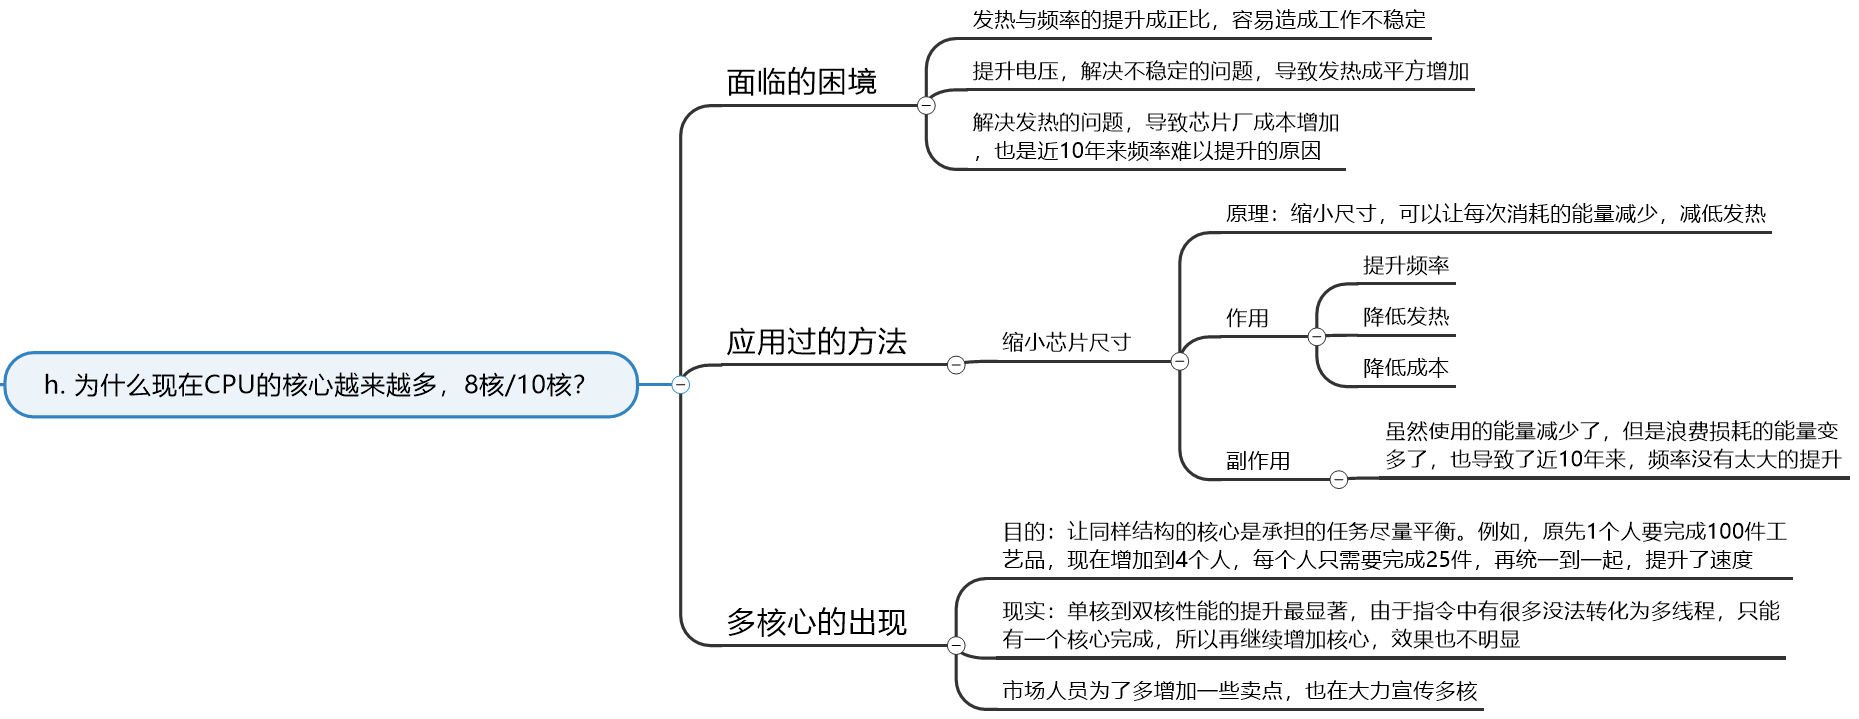 h. 为什么现在CPU的核心越来越多，8核/10核？
面临的困境
发热与频率的提升成正比，容易造成工作不稳定
提升电压，解决不稳定的问题，导致发热成平方增加
解决发热的问题，导致芯片厂成本增加
，也是近10年来频率难以提升的原因
应用过的方法
缩小芯片尺寸
原理：缩小尺寸，可以让每次消耗的能量减少，减低发热
作用
提升频率
降低发热
降低成本
副作用
虽然使用的能量减少了，但是浪费损耗的能量变
多了，也导致了近10年来，频率没有太大的提升
多核心的出现
目的：让同样结构的核心是承担的任务尽量平衡。例如，原先1个人要完成100件工
艺品，现在增加到4个人，每个人只需要完成25件，再统一到一起，提升了速度
现实：单核到双核性能的提升最显著，由于指令中有很多没法转化为多线程，只能
有一个核心完成，所以再继续增加核心，效果也不明显
市场人员为了多增加一些卖点，也在大力宣传多核